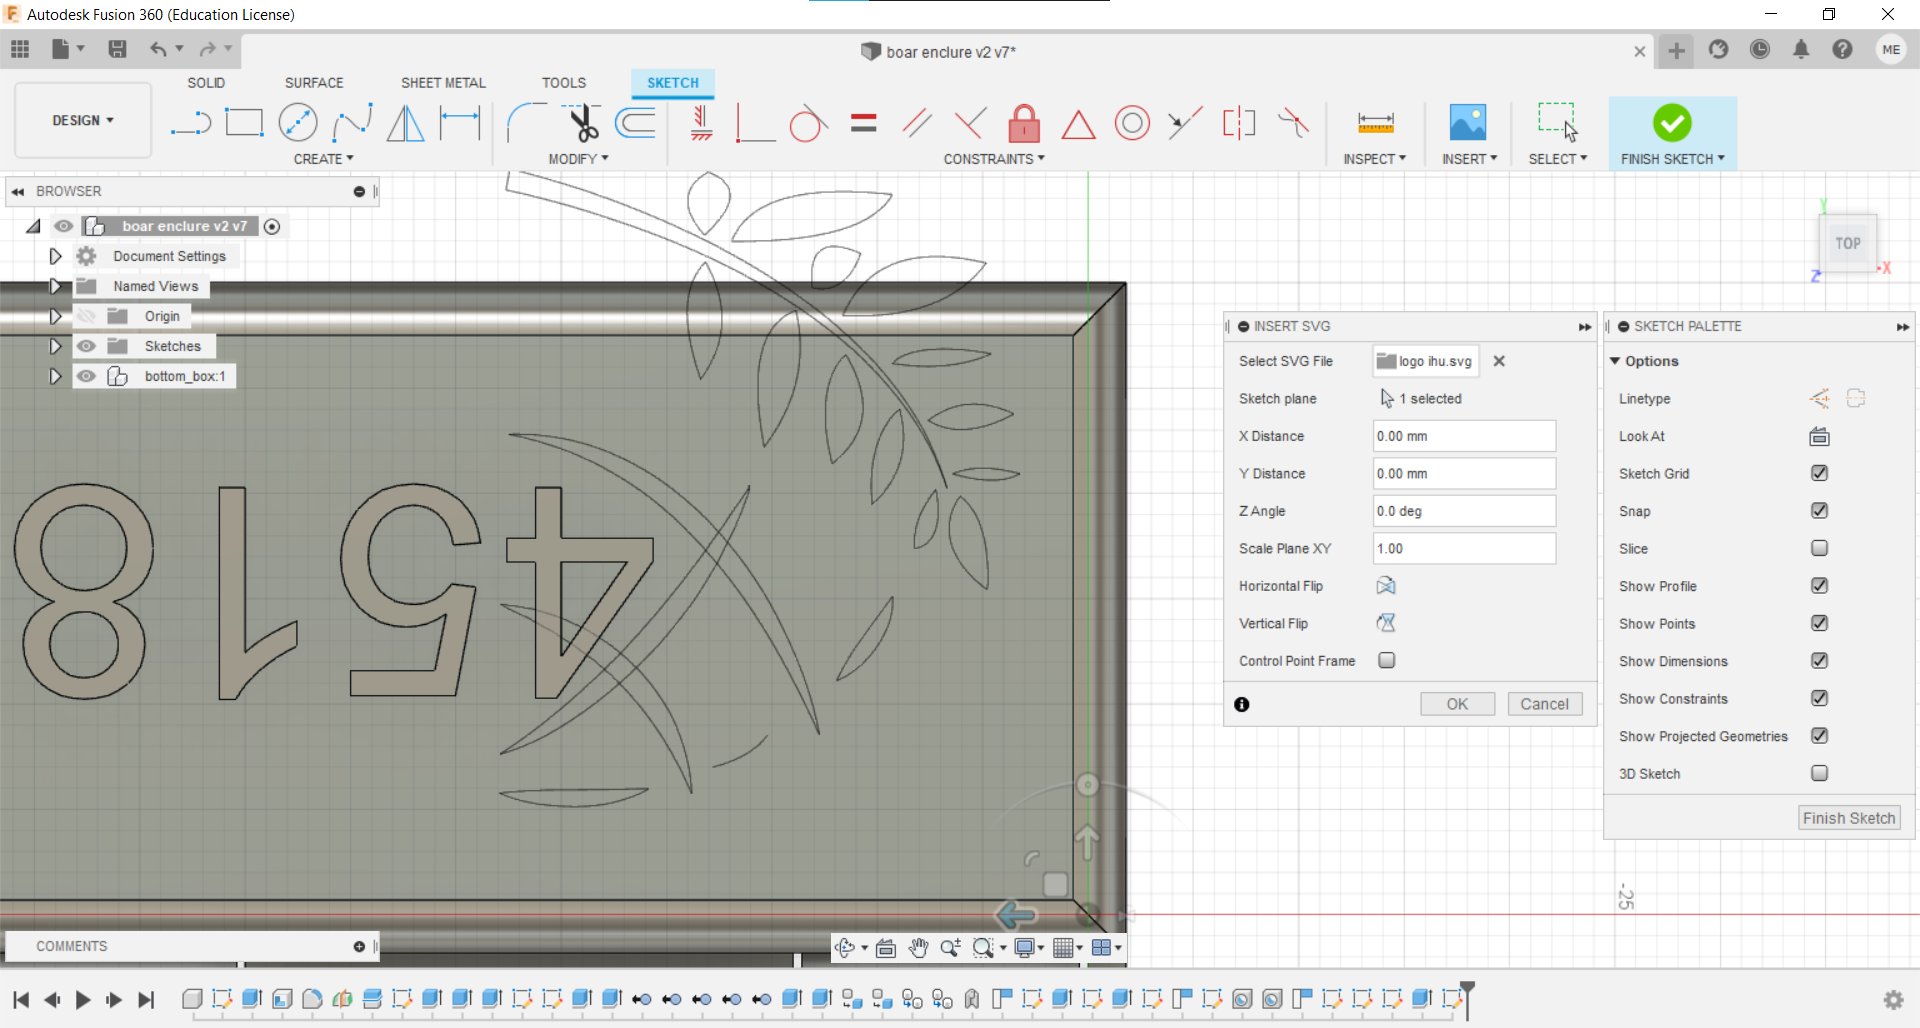 Autodesk Fusion 360 (Education License)
boar enclure v2 v7*
ME
SOLID SURFACE SHEET METAL TOOLS SKETCH
DESIGN
CREATE MODIFY CONSTRAINTS INSPECT INSERT SELECT FINISH SKETCH
BROWSER
boar enclure v2 v7
Document Settings
Named Views
Origin
Sketches
bottom_box:1
4518
TOP
Y
X
Z
INSERT SVG
Select SVG File logo ihu.svg
Sketch plane 1 selected
X Distance 0.00 mm
Y Distance 0.00 mm
Z Angle 0.0 deg
Scale Plane XY 1.00
Horizontal Flip
Vertical Flip
Control Point Frame
OK Cancel
SKETCH PALETTE
Options
Linetype
Look At
Sketch Grid
Snap
Slice
Show Profile
Show Points
Show Dimensions
Show Constraints
Show Projected Geometries
3D Sketch
Finish Sketch
-25
COMMENTS